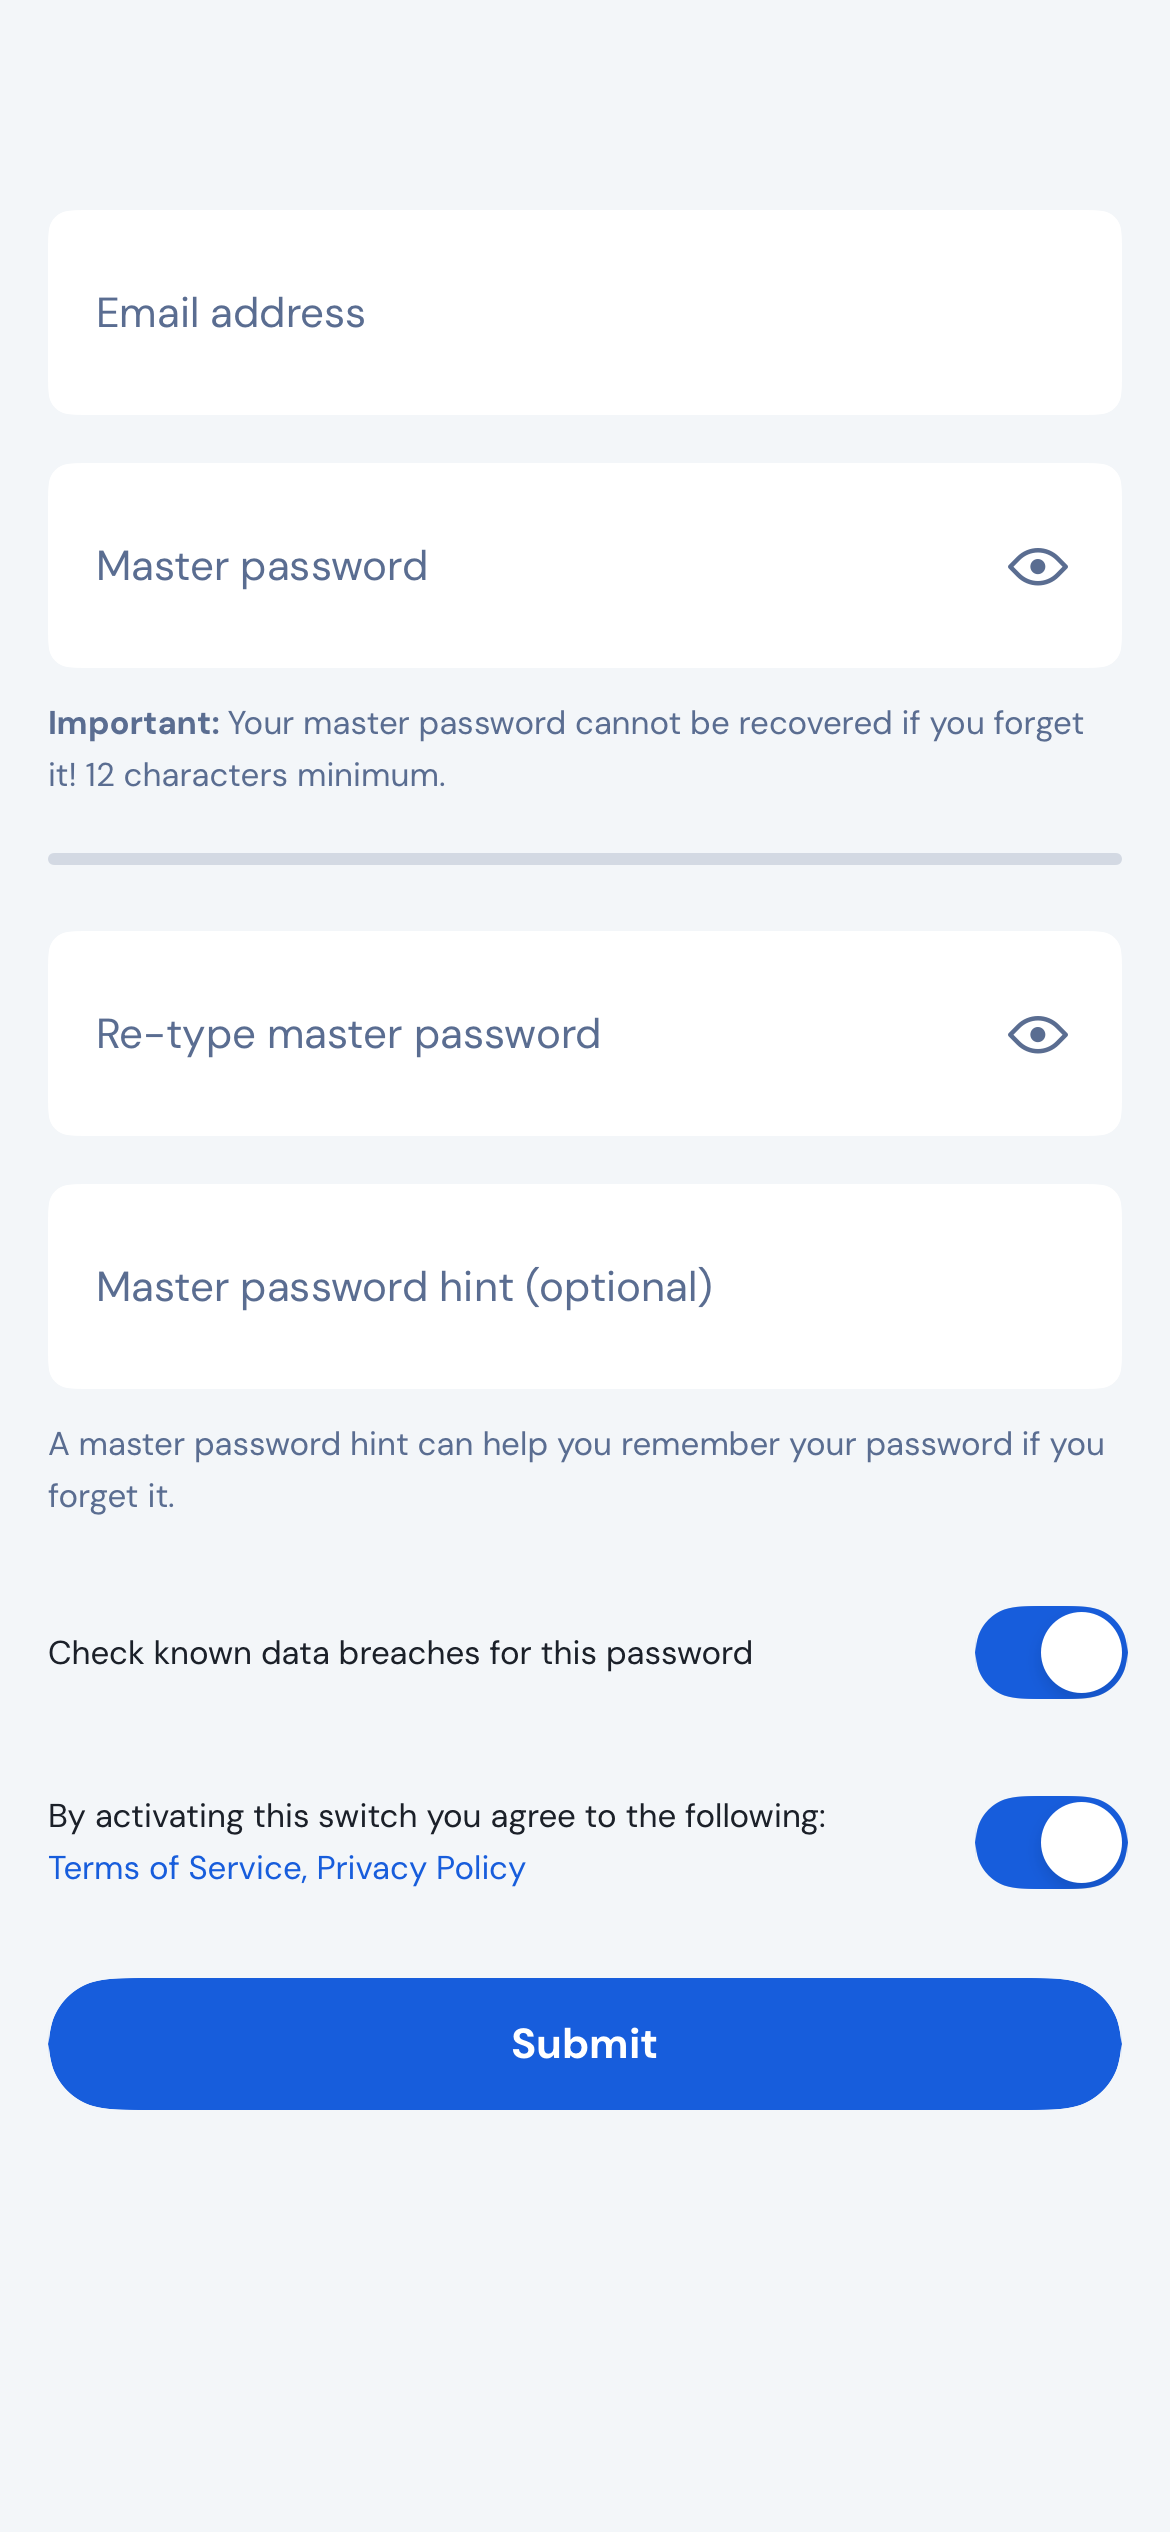 Email address
Master password
Important: Your master password cannot be recovered if you forget
it! 12 characters minimum.
Re-type master password
Master password hint (optional)
A master password hint can help you remember your password if you
forget it.
Check known data breaches for this password
By activating this switch you agree to the following:
Terms of Service, Privacy Policy
Submit